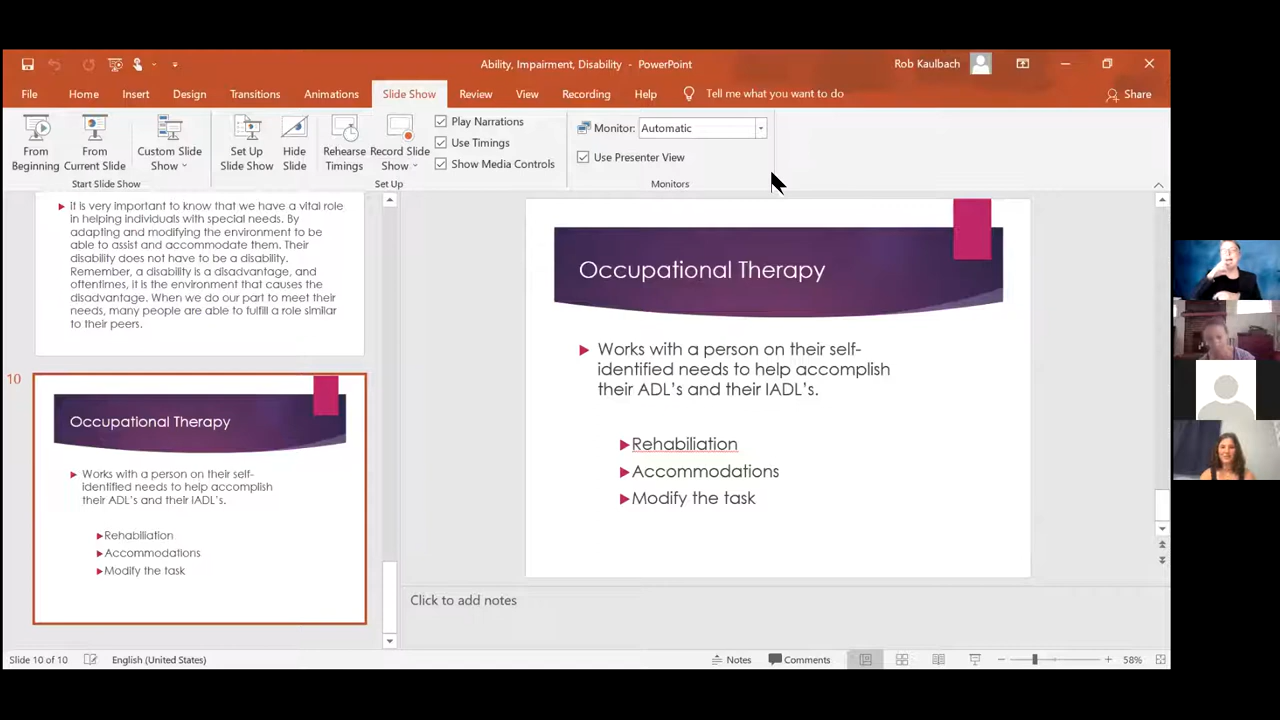 Ability, Impairment, Disability - PowerPoint
Rob Kaulbach
File Home Insert Design Transitions Animations Slide Show Review View Recording Help Tell me what you want to do Share
From Beginning
From Current Slide
Custom Slide Show
Start Slide Show
Set Up Slide Show
Hide Slide
Rehearse Timings
Record Slide Show
Play Narrations
Use Timings
Show Media Controls
Set Up
Monitor: Automatic
Use Presenter View
Monitors
It is very important to know that we have a vital role
in helping individuals with special needs. By
adapting and modifying the environment to be
able to assist and accommodate them. Their
disability does not have to be a disability.
Remember, a disability is a disadvantage, and
oftentimes, it is the environment that causes the
disadvantage. When we do our part to meet their
needs, many people are able to fulfill a role similar
to their peers.
10
Occupational Therapy
Works with a person on their self-
identified needs to help accomplish
their ADL's and their IADL's.
Rehabiliation
Accommodations
Modify the task
Occupational Therapy
Works with a person on their self-
identified needs to help accomplish
their ADL's and their IADL's.
Rehabiliation
Accommodations
Modify the task
Click to add notes
Slide 10 of 10 English (United States) Notes Comments 58%